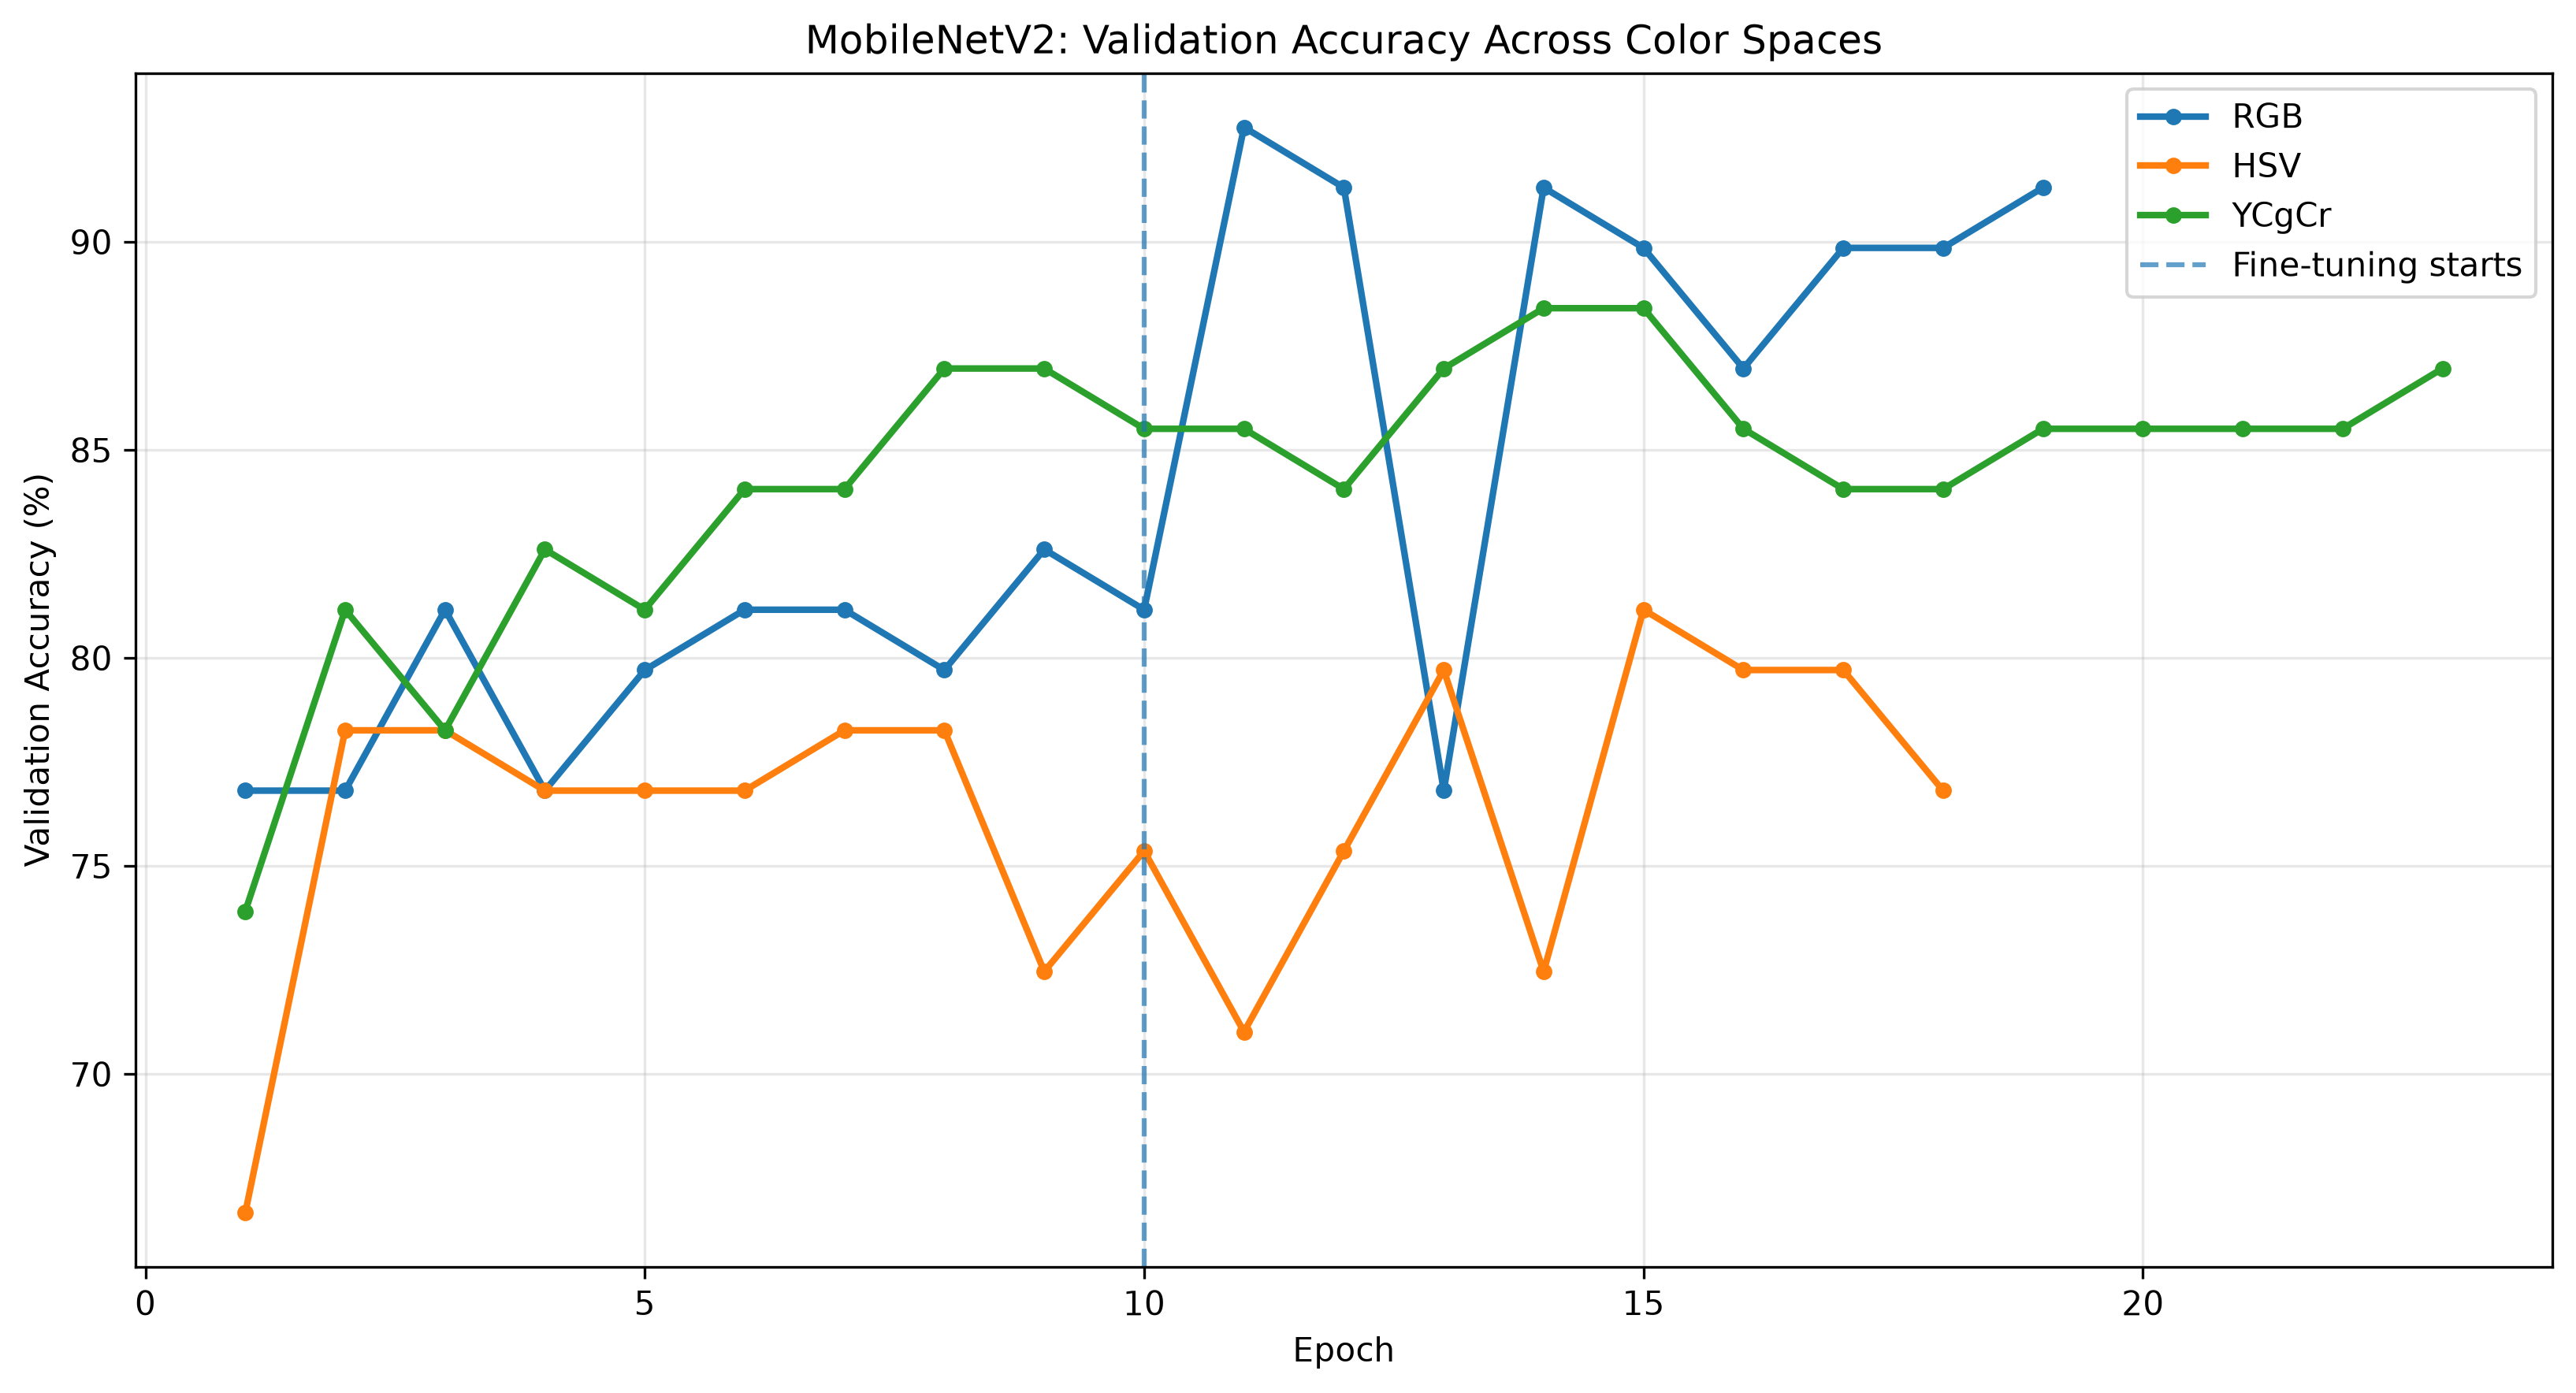 MobileNetV2: Validation Accuracy Across Color Spaces
RGB
HSV
YCgCr
Fine-tuning starts
Validation Accuracy (%)
90
85
80
75
70
0 5 10 15 20
Epoch